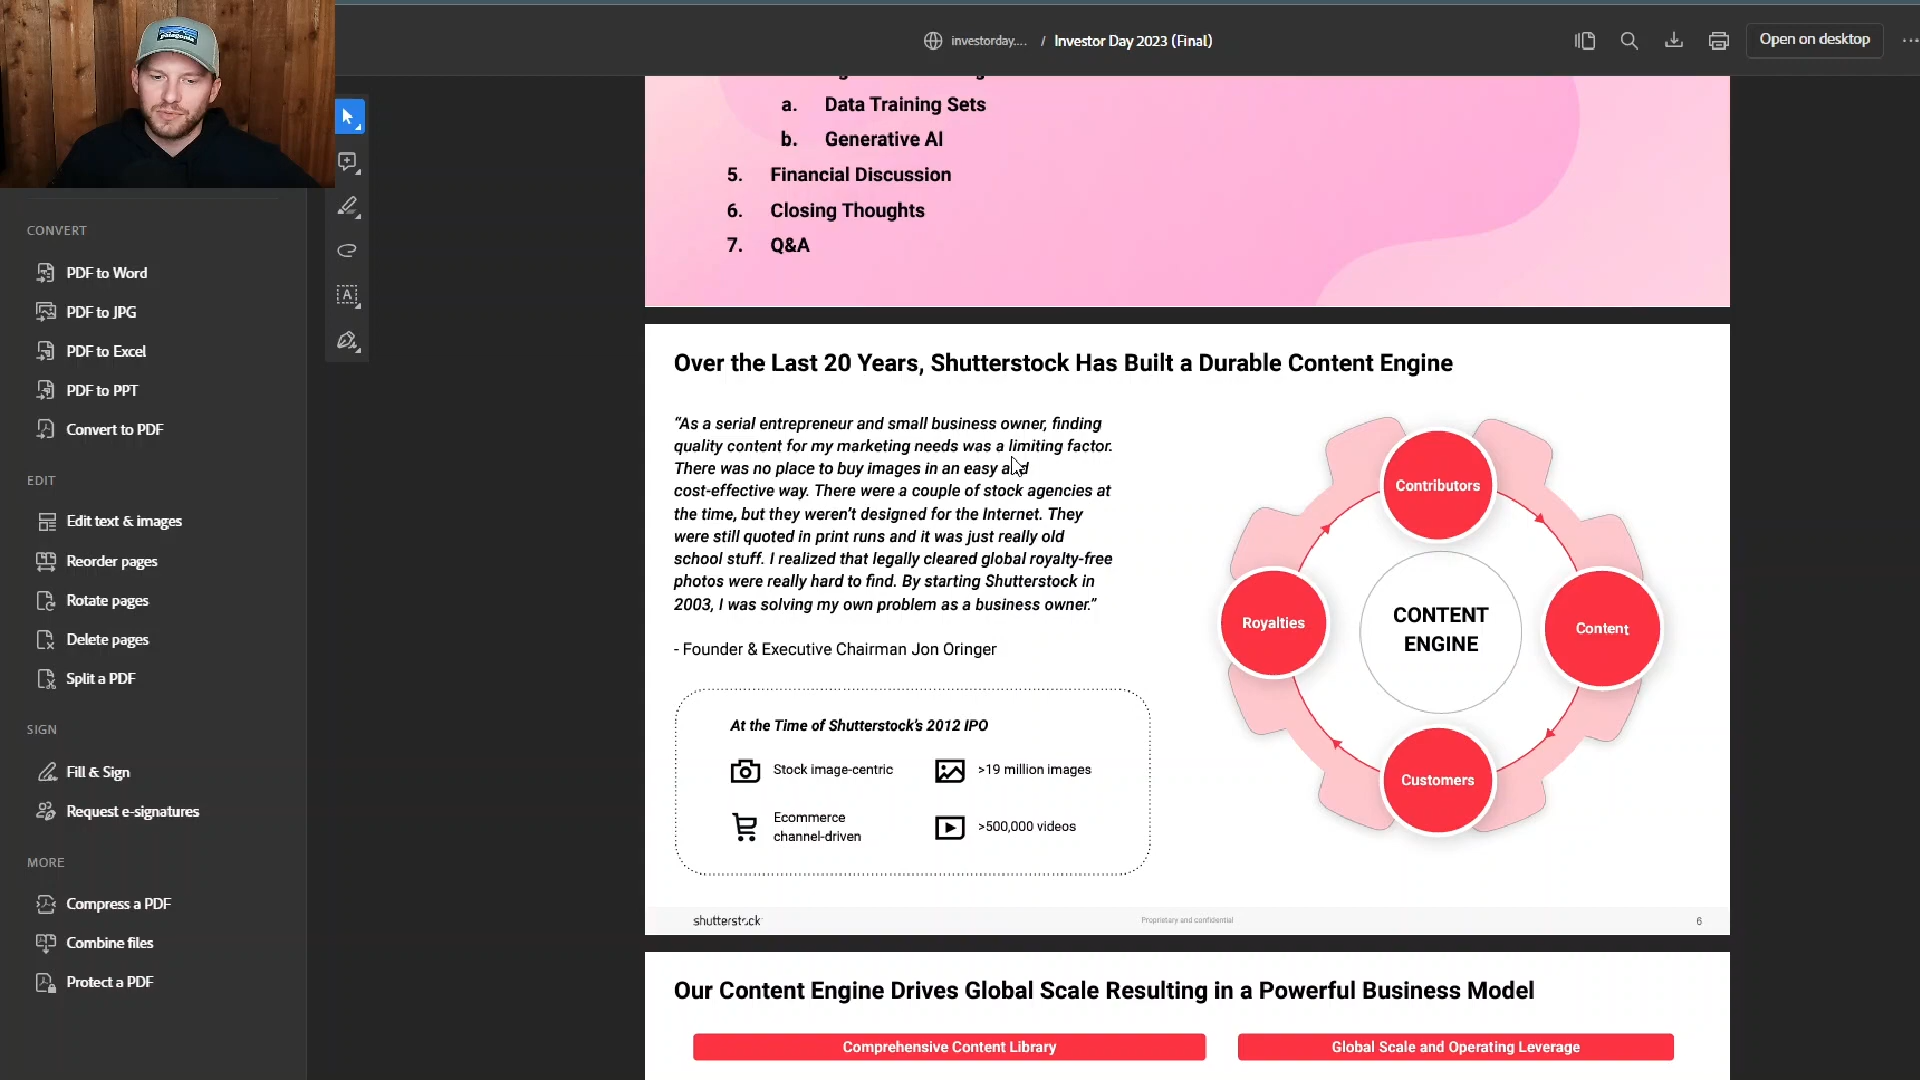 patagonia
investorday....
/
Investor Day 2023 (Final)
Open on desktop
CONVERT
PDF to Word
PDF to JPG
PDF to Excel
PDF to PPT
Convert to PDF
EDIT
Edit text & images
Reorder pages
Rotate pages
Delete pages
Split a PDF
SIGN
Fill & Sign
Request e-signatures
MORE
Compress a PDF
Combine files
Protect a PDF
a. Data Training Sets
b. Generative AI
5. Financial Discussion
6. Closing Thoughts
7. Q&A
Over the Last 20 Years, Shutterstock Has Built a Durable Content Engine
“As a serial entrepreneur and small business owner, finding
quality content for my marketing needs was a limiting factor.
There was no place to buy images in an easy and
cost-effective way. There were a couple of stock agencies at
the time, but they weren’t designed for the Internet. They
were still quoted in print runs and it was just really old
school stuff. I realized that legally cleared global royalty-free
photos were really hard to find. By starting Shutterstock in
2003, I was solving my own problem as a business owner.”
- Founder & Executive Chairman Jon Oringer
At the Time of Shutterstock’s 2012 IPO
Stock image-centric
>19 million images
Ecommerce
channel-driven
>500,000 videos
Contributors
Royalties
CONTENT
ENGINE
Content
Customers
shutterstock
Proprietary and confidential
6
Our Content Engine Drives Global Scale Resulting in a Powerful Business Model
Comprehensive Content Library
Global Scale and Operating Leverage